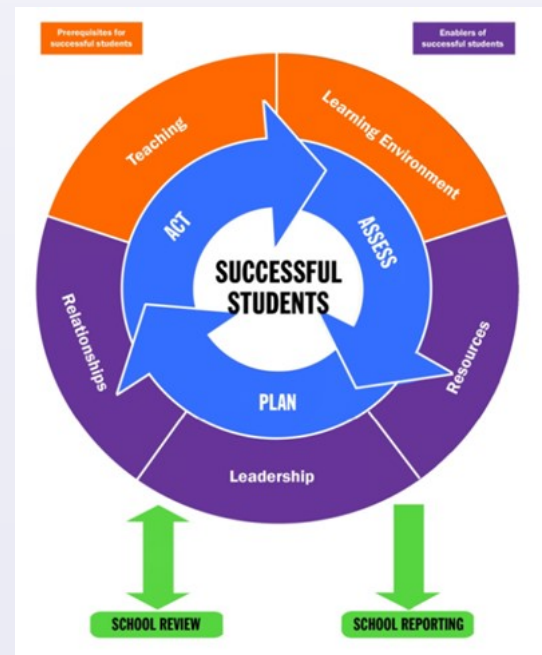 Prerequisites for
successful students
Enablers of
successful students
Teaching
Learning Environment
ACT
ASSESS
SUCCESSFUL
STUDENTS
Relationships
Resources
PLAN
Leadership
SCHOOL REVIEW
SCHOOL REPORTING